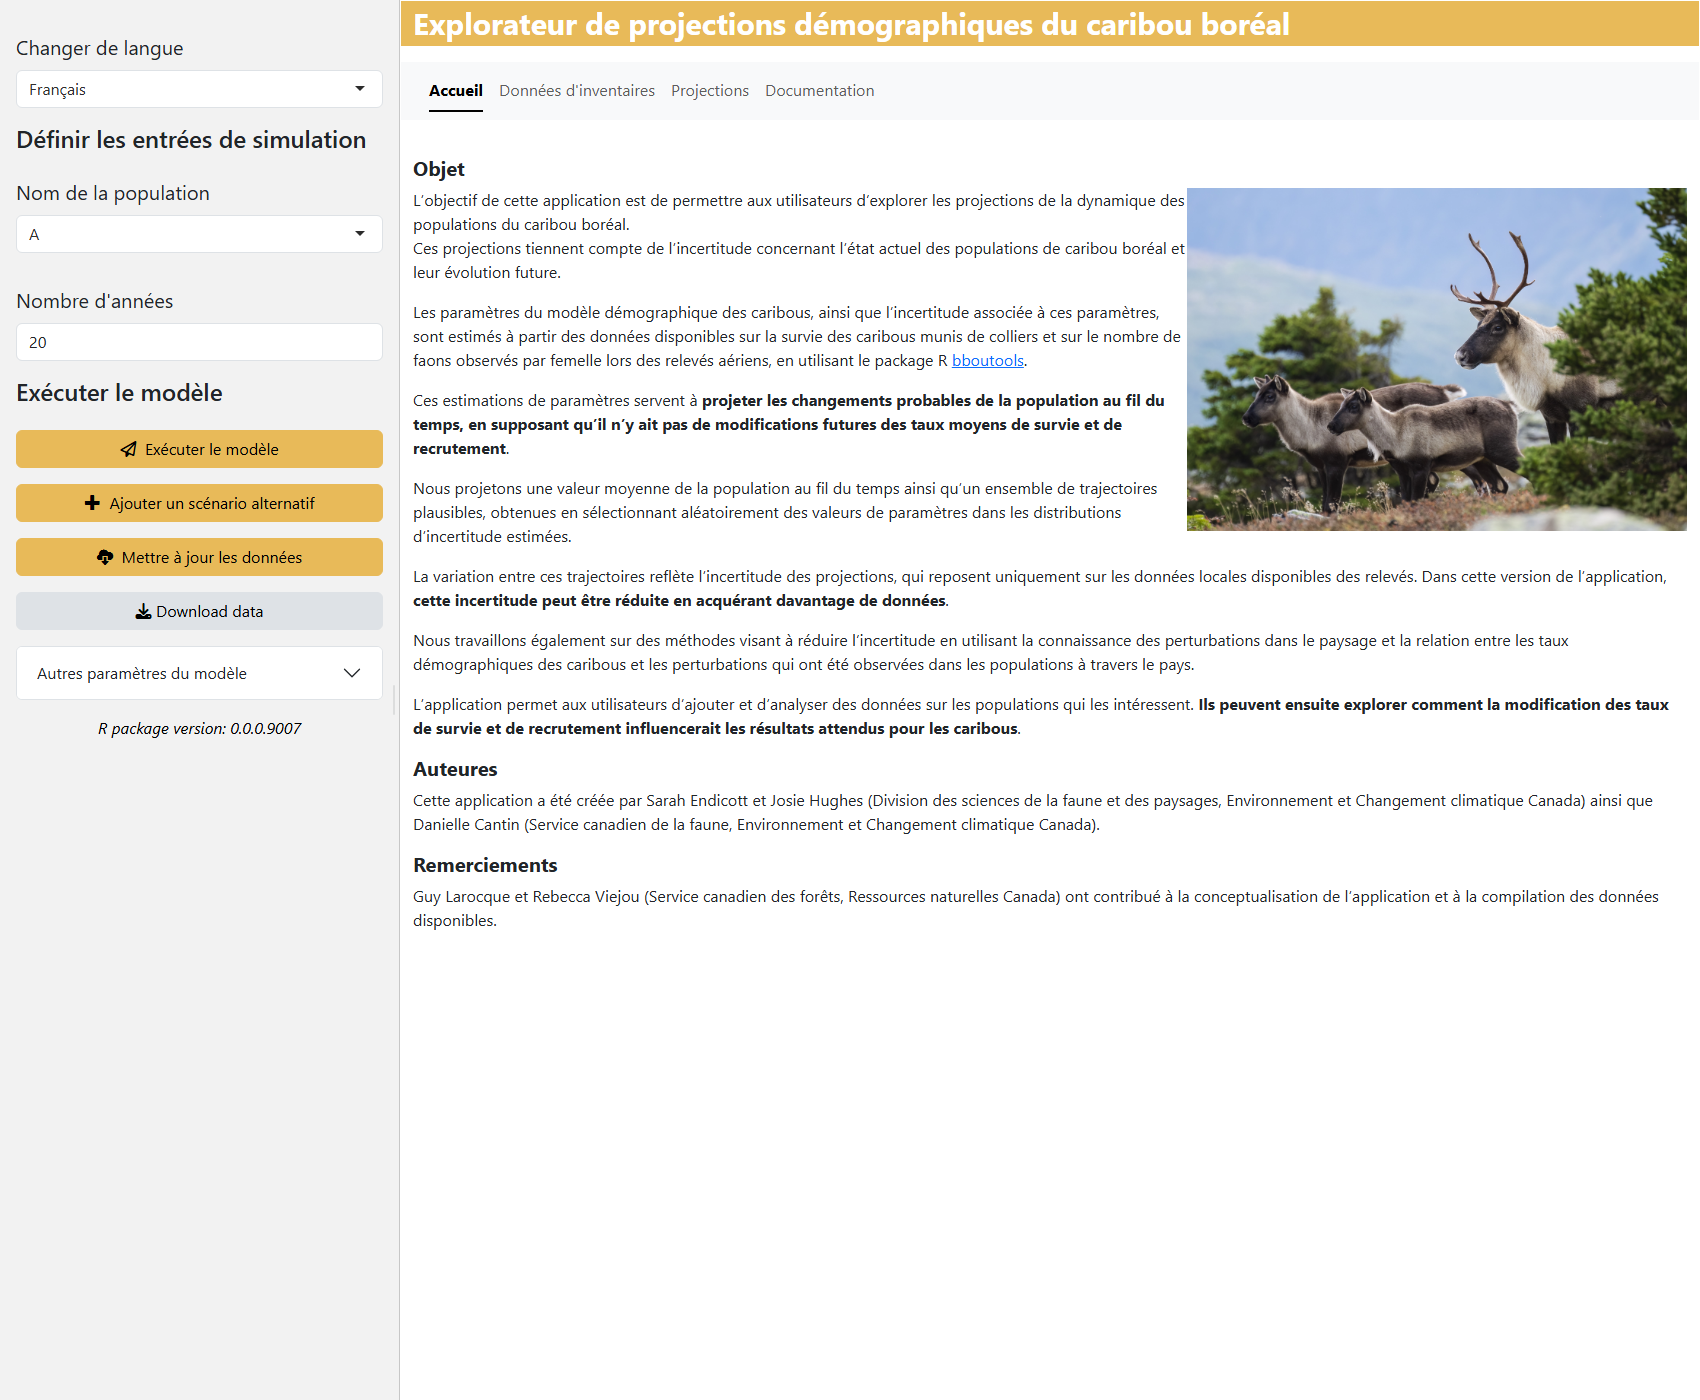 Changer de langue
Français
Définir les entrées de simulation
Nom de la population
A
Nombre d'années
20
Exécuter le modèle
Exécuter le modèle
Ajouter un scénario alternatif
Mettre à jour les données
Download data
Autres paramètres du modèle
R package version: 0.0.0.9007
Explorateur de projections démographiques du caribou boréal
Accueil Données d'inventaires Projections Documentation
Objet
L’objectif de cette application est de permettre aux utilisateurs d’explorer les projections de la dynamique des
populations du caribou boréal.
Ces projections tiennent compte de l’incertitude concernant l’état actuel des populations de caribou boréal et
leur évolution future.
Les paramètres du modèle démographique des caribous, ainsi que l’incertitude associée à ces paramètres,
sont estimés à partir des données disponibles sur la survie des caribous munis de colliers et sur le nombre de
faons observés par femelle lors des relevés aériens, en utilisant le package R bboutools.
Ces estimations de paramètres servent à projeter les changements probables de la population au fil du
temps, en supposant qu’il n’y ait pas de modifications futures des taux moyens de survie et de
recrutement.
Nous projetons une valeur moyenne de la population au fil du temps ainsi qu’un ensemble de trajectoires
plausibles, obtenues en sélectionnant aléatoirement des valeurs de paramètres dans les distributions
d’incertitude estimées.
La variation entre ces trajectoires reflète l’incertitude des projections, qui reposent uniquement sur les données locales disponibles des relevés. Dans cette version de l’application,
cette incertitude peut être réduite en acquérant davantage de données.
Nous travaillons également sur des méthodes visant à réduire l’incertitude en utilisant la connaissance des perturbations dans le paysage et la relation entre les taux
démographiques des caribous et les perturbations qui ont été observées dans les populations à travers le pays.
L’application permet aux utilisateurs d’ajouter et d’analyser des données sur les populations qui les intéressent. Ils peuvent ensuite explorer comment la modification des taux
de survie et de recrutement influencerait les résultats attendus pour les caribous.
Auteures
Cette application a été créée par Sarah Endicott et Josie Hughes (Division des sciences de la faune et des paysages, Environnement et Changement climatique Canada) ainsi que
Danielle Cantin (Service canadien de la faune, Environnement et Changement climatique Canada).
Remerciements
Guy Larocque et Rebecca Viejou (Service canadien des forêts, Ressources naturelles Canada) ont contribué à la conceptualisation de l’application et à la compilation des données
disponibles.